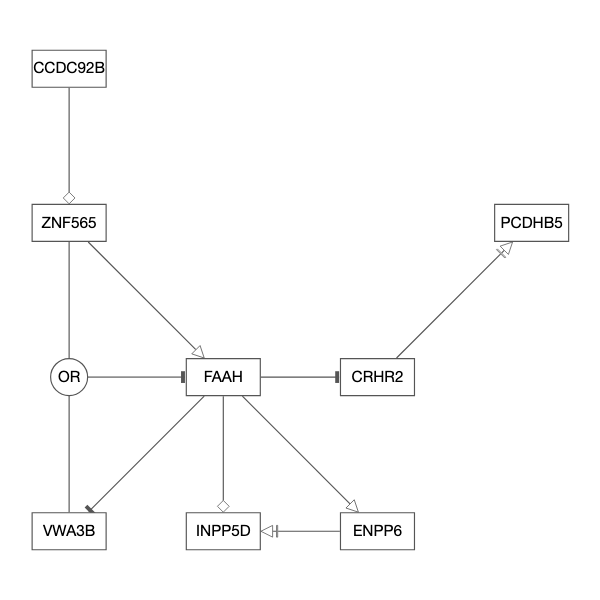 CCDC92B
ZNF565
PCDHB5
OR
FAAH
CRHR2
VWA3B
INPP5D
ENPP6